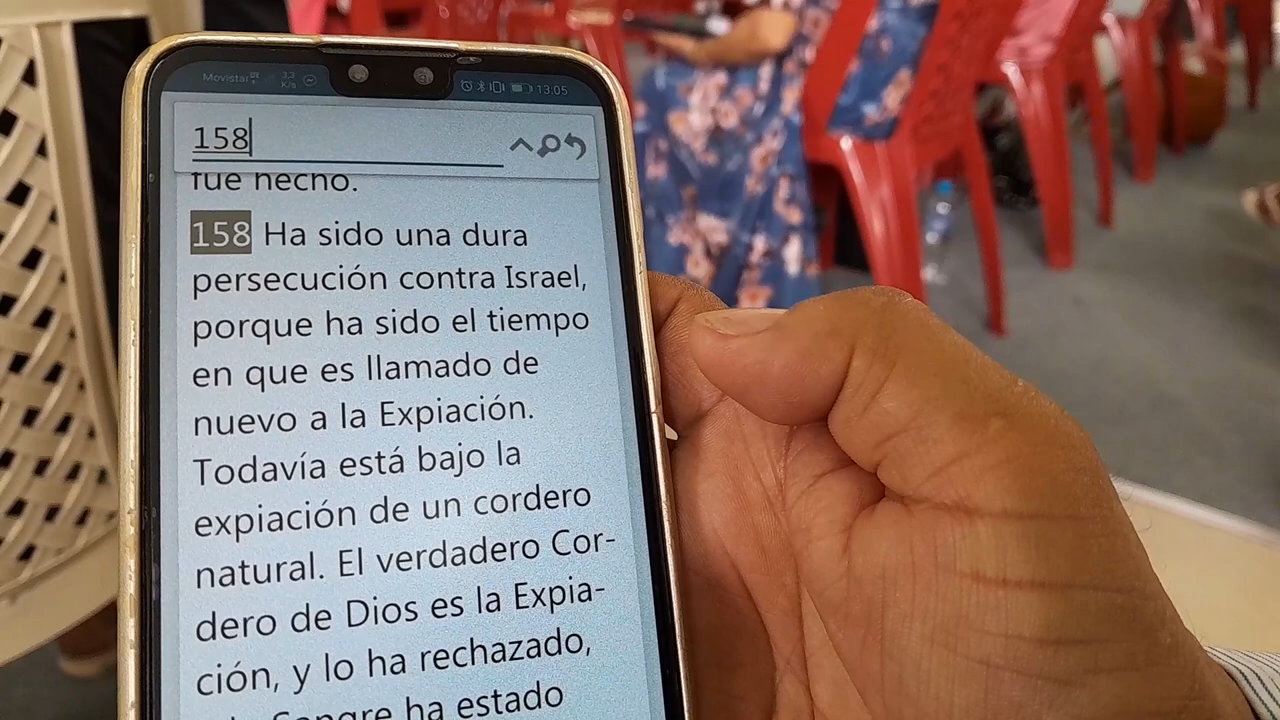 Movistar
3.3
K/s
13:05
158
fue hecho.
158 Ha sido una dura
persecución contra Israel,
porque ha sido el tiempo
en que es llamado de
nuevo a la Expiación.
Todavía está bajo la
expiación de un cordero
natural. El verdadero Cor-
dero de Dios es la Expia-
ción, y lo ha rechazado,
Sangre ha estado